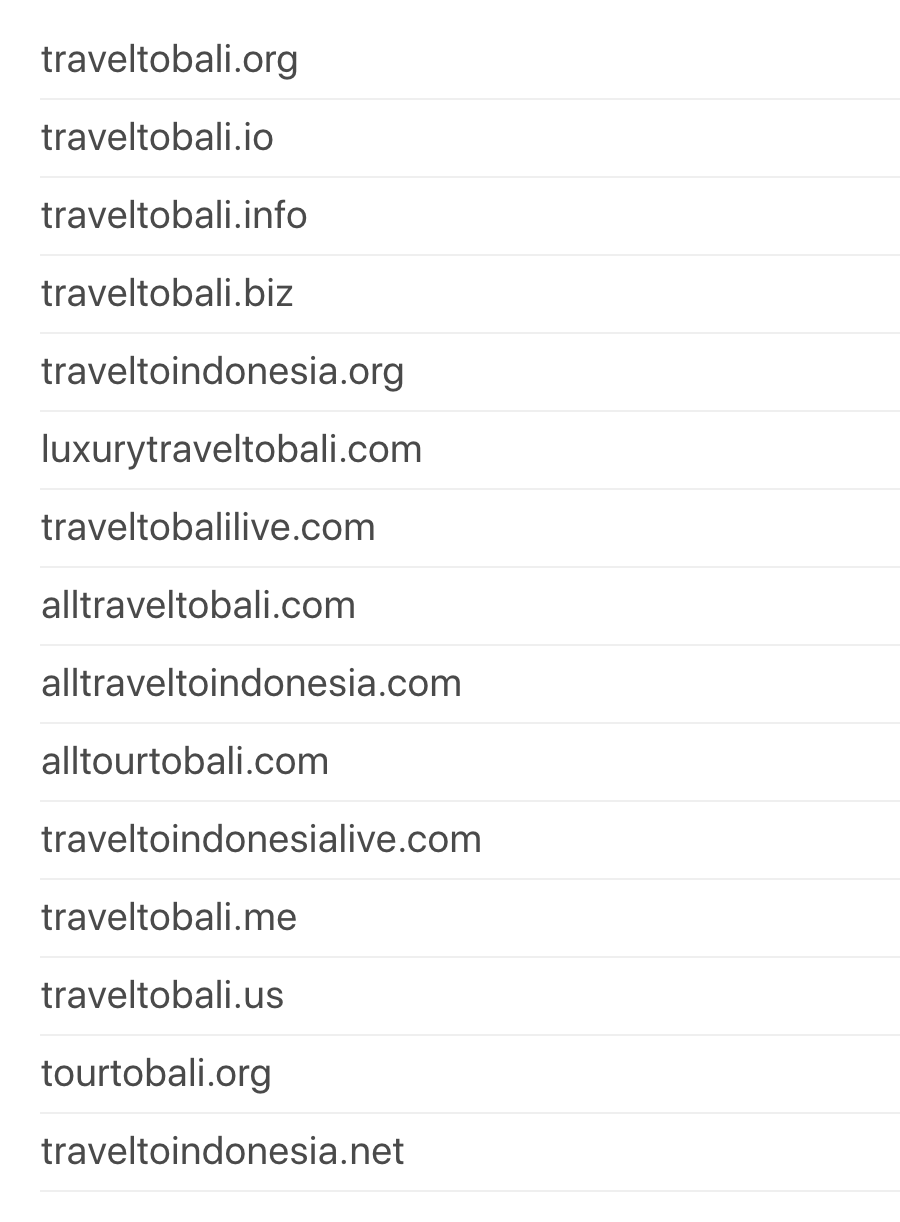 traveltobali.org
traveltobali.io
traveltobali.info
traveltobali.biz
traveltoindonesia.org
luxurytraveltobali.com
traveltobalilive.com
alltraveltobali.com
alltraveltoindonesia.com
alltourtobali.com
traveltoindonesialive.com
traveltobali.me
traveltobali.us
tourtobali.org
traveltoindonesia.net